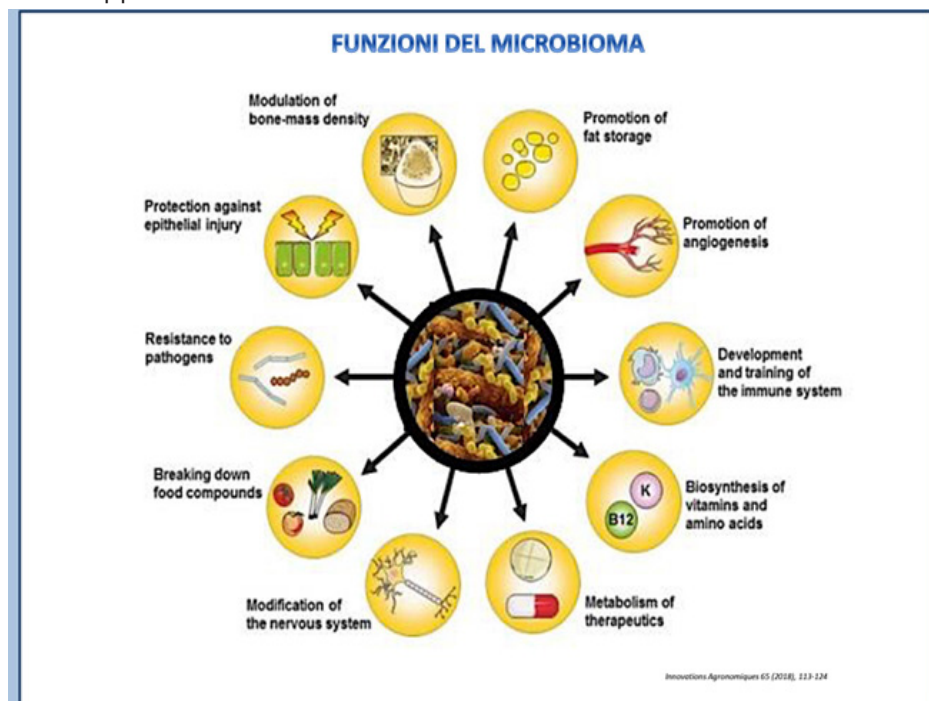 FUNZIONI DEL MICROBIOMA
Modulation of
bone-mass density
Promotion of
fat storage
Protection against
epithelial injury
Promotion of
angiogenesis
Resistance to
pathogens
Development
and training of
the immune system
Breaking down
food compounds
K
B12
Biosynthesis of
vitamins and
amino acids
Modification of
the nervous system
Metabolism of
therapeutics
Innovations Agronomiques 65 (2018), 113-124